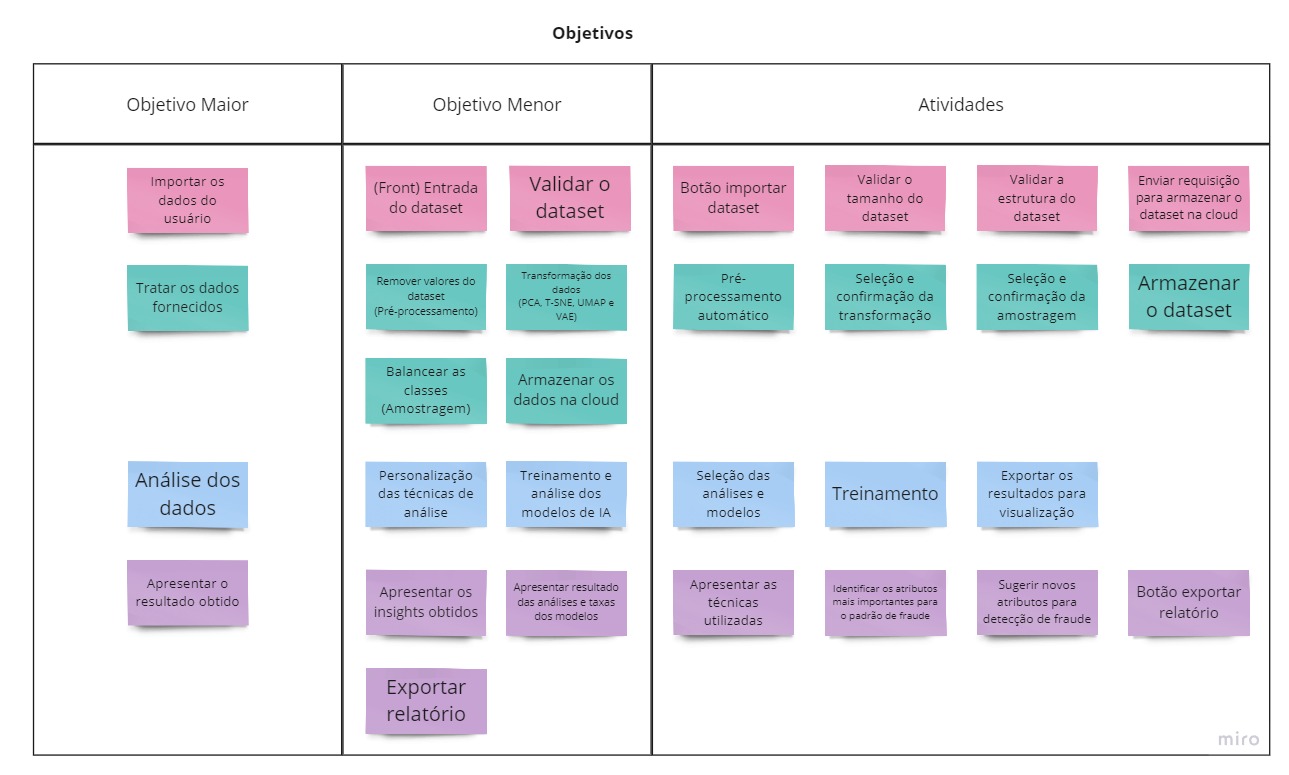 Objetivos
Objetivo Maior
Objetivo Menor
Atividades
Importar os
dados do
usuário
(Front) Entrada
do dataset
Validar o
dataset
Botão importar
dataset
Validar o
tamanho do
dataset
Validar a
estrutura do
dataset
Enviar requisição
para armazenar o
dataset na cloud
Tratar os dados
fornecidos
Remover valores do
dataset
(Pré-processamento)
Transformação dos
dados
(PCA, T-SNE, UMAP e
VAE)
Pré-
processamento
automático
Seleção e
confirmação da
transformação
Seleção e
confirmação da
amostragem
Armazenar
o dataset
Balancear as
classes
(Amostragem)
Armazenar os
dados na cloud
Análise dos
dados
Personalização
das técnicas de
análise
Treinamento e
análise dos
modelos de IA
Seleção das
análises e
modelos
Treinamento
Exportar os
resultados para
visualização
Apresentar o
resultado obtido
Apresentar os
insights obtidos
Apresentar resultado
das análises e taxas
dos modelos
Apresentar as
técnicas
utilizadas
Identificar os atributos
mais importantes para
o padrão de fraude
Sugerir novos
atributos para
detecção de fraude
Botão exportar
relatório
Exportar
relatório
miro